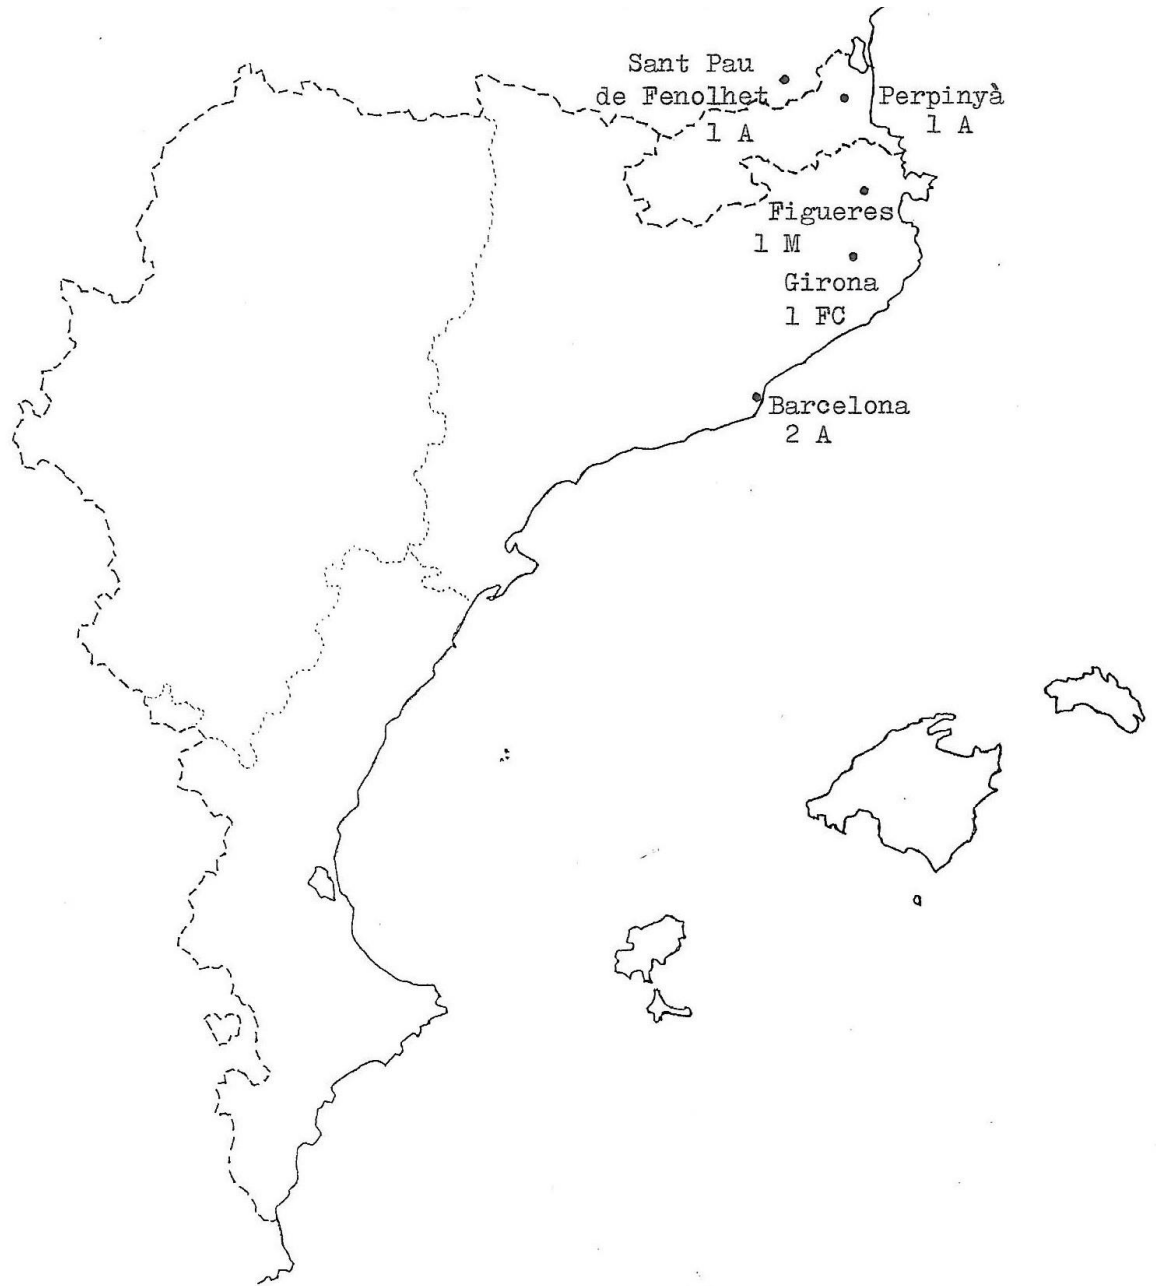 Sant Pau
de Fenolhet
1 A
Perpinyà
1 A
Figueres
1 M
Girona
1 FC
Barcelona
2 A